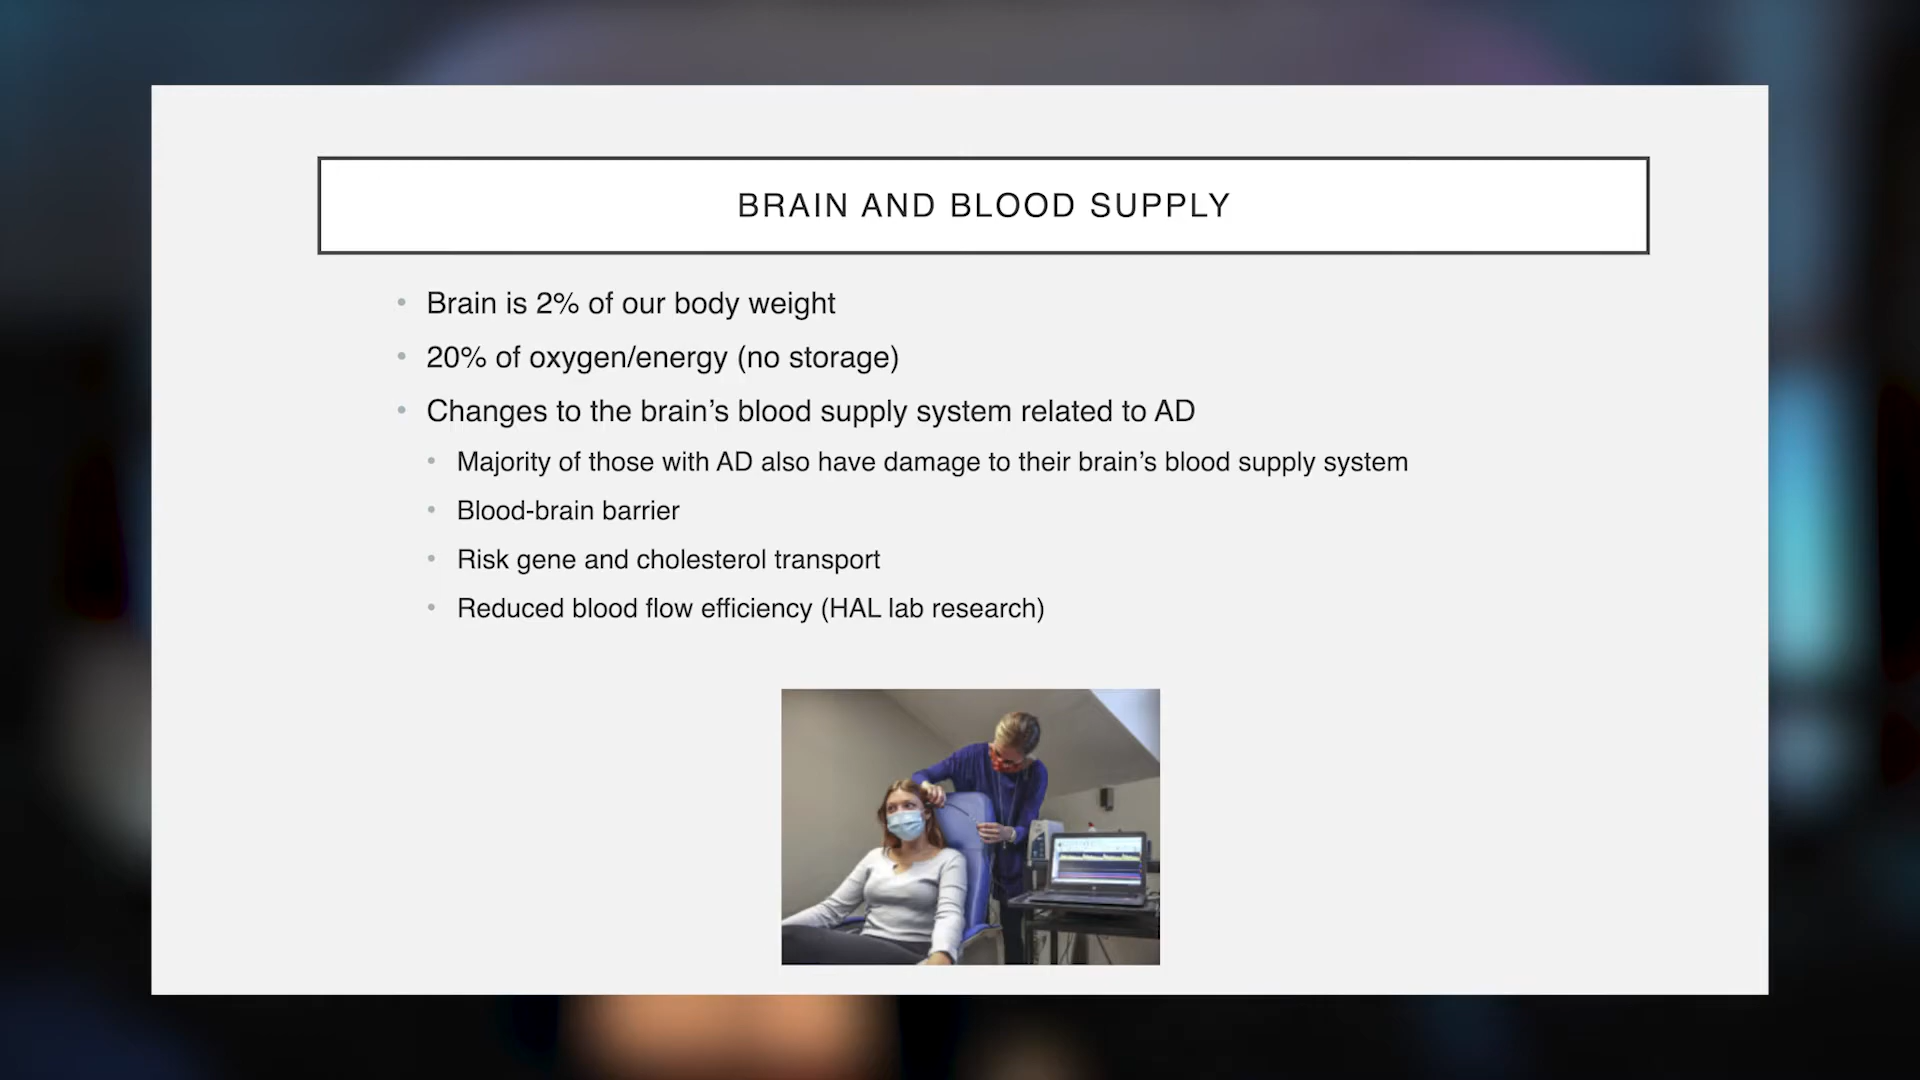 BRAIN AND BLOOD SUPPLY
• Brain is 2% of our body weight
• 20% of oxygen/energy (no storage)
• Changes to the brain’s blood supply system related to AD
• Majority of those with AD also have damage to their brain’s blood supply system
• Blood-brain barrier
• Risk gene and cholesterol transport
• Reduced blood flow efficiency (HAL lab research)